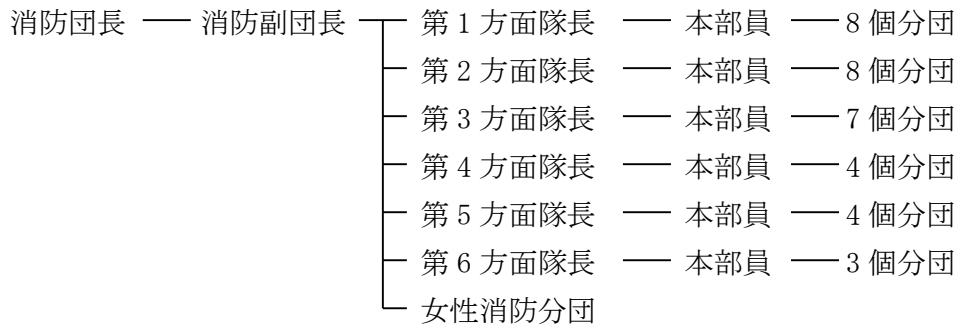 消防団長 消防副団長 第1方面隊長 本部員 8個分団
第2方面隊長 本部員 8個分団
第3方面隊長 本部員 7個分団
第4方面隊長 本部員 4個分団
第5方面隊長 本部員 4個分団
第6方面隊長 本部員 3個分団
女性消防分団